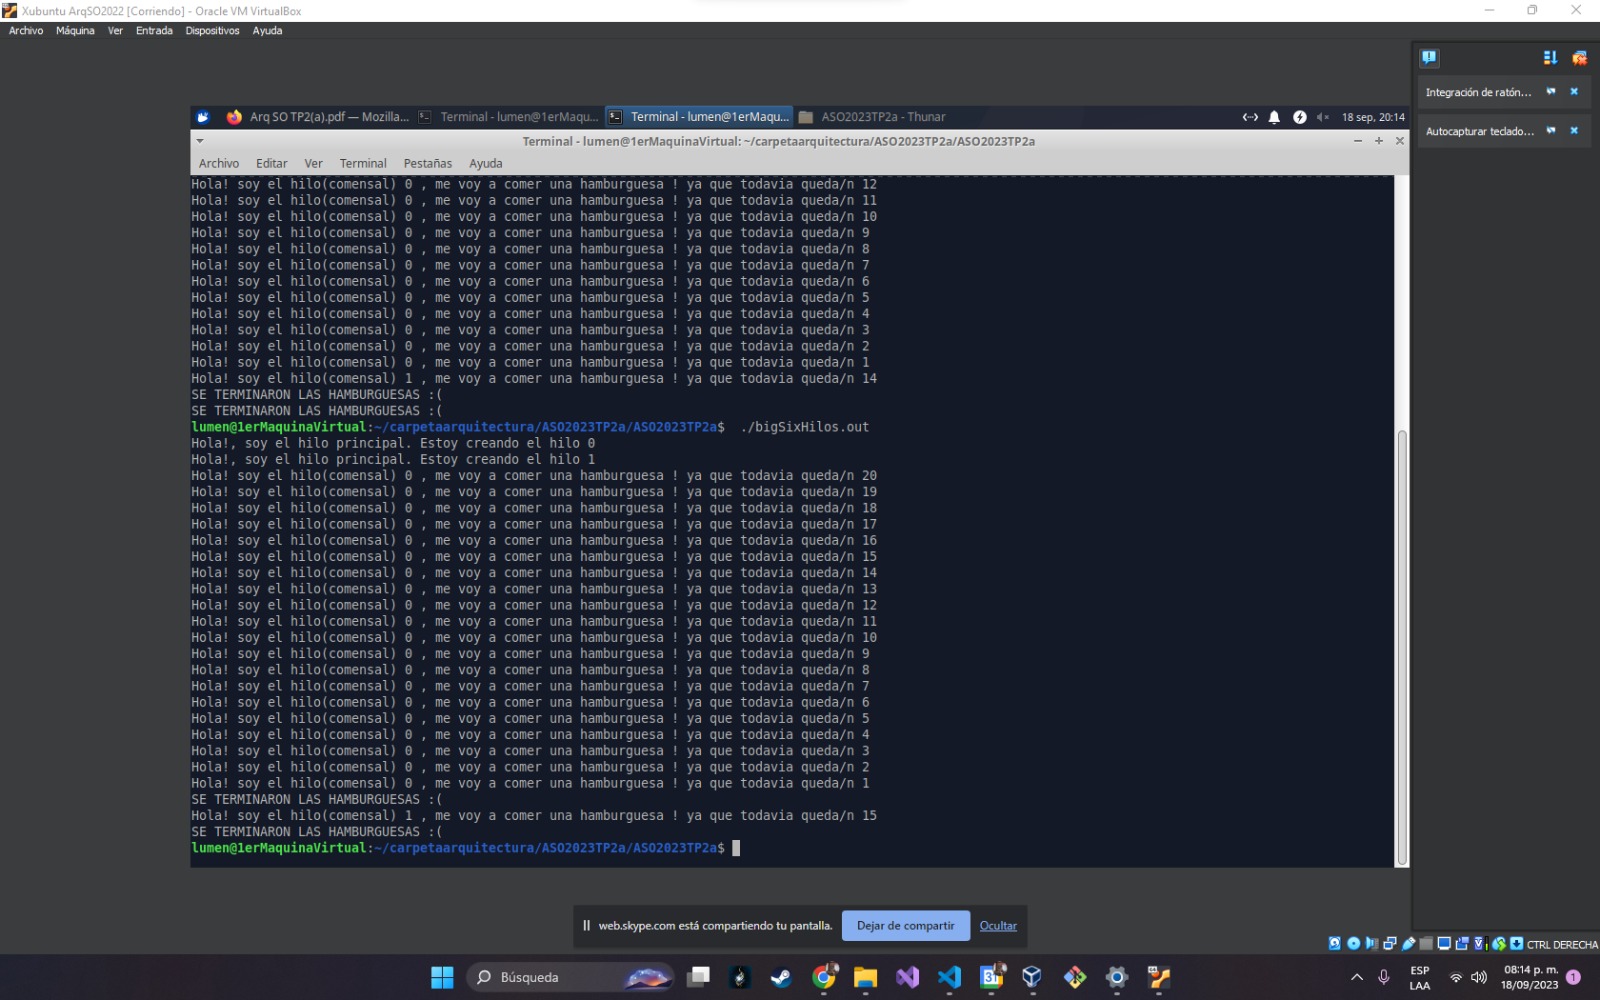 Xubuntu ArqSO2022 [Corriendo] - Oracle VM VirtualBox
Archivo Máquina Ver Entrada Dispositivos Ayuda
Integración de ratón...
Autocapturar teclado...
Arq SO TP2(a).pdf — Mozilla... Terminal - lumen@1erMaqu... Terminal - lumen@1erMaqu... ASO2023TP2a - Thunar 18 sep, 20:14
Terminal - lumen@1erMaquinaVirtual: ~/carpetaarquitectura/ASO2023TP2a/ASO2023TP2a
Archivo Editar Ver Terminal Pestañas Ayuda
Hola! soy el hilo(comensal) 0 , me voy a comer una hamburguesa ! ya que todavia queda/n 12
Hola! soy el hilo(comensal) 0 , me voy a comer una hamburguesa ! ya que todavia queda/n 11
Hola! soy el hilo(comensal) 0 , me voy a comer una hamburguesa ! ya que todavia queda/n 10
Hola! soy el hilo(comensal) 0 , me voy a comer una hamburguesa ! ya que todavia queda/n 9
Hola! soy el hilo(comensal) 0 , me voy a comer una hamburguesa ! ya que todavia queda/n 8
Hola! soy el hilo(comensal) 0 , me voy a comer una hamburguesa ! ya que todavia queda/n 7
Hola! soy el hilo(comensal) 0 , me voy a comer una hamburguesa ! ya que todavia queda/n 6
Hola! soy el hilo(comensal) 0 , me voy a comer una hamburguesa ! ya que todavia queda/n 5
Hola! soy el hilo(comensal) 0 , me voy a comer una hamburguesa ! ya que todavia queda/n 4
Hola! soy el hilo(comensal) 0 , me voy a comer una hamburguesa ! ya que todavia queda/n 3
Hola! soy el hilo(comensal) 0 , me voy a comer una hamburguesa ! ya que todavia queda/n 2
Hola! soy el hilo(comensal) 0 , me voy a comer una hamburguesa ! ya que todavia queda/n 1
Hola! soy el hilo(comensal) 1 , me voy a comer una hamburguesa ! ya que todavia queda/n 14
SE TERMINARON LAS HAMBURGUESAS :(
SE TERMINARON LAS HAMBURGUESAS :(
lumen@1erMaquinaVirtual:~/carpetaarquitectura/ASO2023TP2a/ASO2023TP2a$ ./bigSixHilos.out
Hola!, soy el hilo principal. Estoy creando el hilo 0
Hola!, soy el hilo principal. Estoy creando el hilo 1
Hola! soy el hilo(comensal) 0 , me voy a comer una hamburguesa ! ya que todavia queda/n 20
Hola! soy el hilo(comensal) 0 , me voy a comer una hamburguesa ! ya que todavia queda/n 19
Hola! soy el hilo(comensal) 0 , me voy a comer una hamburguesa ! ya que todavia queda/n 18
Hola! soy el hilo(comensal) 0 , me voy a comer una hamburguesa ! ya que todavia queda/n 17
Hola! soy el hilo(comensal) 0 , me voy a comer una hamburguesa ! ya que todavia queda/n 16
Hola! soy el hilo(comensal) 0 , me voy a comer una hamburguesa ! ya que todavia queda/n 15
Hola! soy el hilo(comensal) 0 , me voy a comer una hamburguesa ! ya que todavia queda/n 14
Hola! soy el hilo(comensal) 0 , me voy a comer una hamburguesa ! ya que todavia queda/n 13
Hola! soy el hilo(comensal) 0 , me voy a comer una hamburguesa ! ya que todavia queda/n 12
Hola! soy el hilo(comensal) 0 , me voy a comer una hamburguesa ! ya que todavia queda/n 11
Hola! soy el hilo(comensal) 0 , me voy a comer una hamburguesa ! ya que todavia queda/n 10
Hola! soy el hilo(comensal) 0 , me voy a comer una hamburguesa ! ya que todavia queda/n 9
Hola! soy el hilo(comensal) 0 , me voy a comer una hamburguesa ! ya que todavia queda/n 8
Hola! soy el hilo(comensal) 0 , me voy a comer una hamburguesa ! ya que todavia queda/n 7
Hola! soy el hilo(comensal) 0 , me voy a comer una hamburguesa ! ya que todavia queda/n 6
Hola! soy el hilo(comensal) 0 , me voy a comer una hamburguesa ! ya que todavia queda/n 5
Hola! soy el hilo(comensal) 0 , me voy a comer una hamburguesa ! ya que todavia queda/n 4
Hola! soy el hilo(comensal) 0 , me voy a comer una hamburguesa ! ya que todavia queda/n 3
Hola! soy el hilo(comensal) 0 , me voy a comer una hamburguesa ! ya que todavia queda/n 2
Hola! soy el hilo(comensal) 0 , me voy a comer una hamburguesa ! ya que todavia queda/n 1
SE TERMINARON LAS HAMBURGUESAS :(
Hola! soy el hilo(comensal) 1 , me voy a comer una hamburguesa ! ya que todavia queda/n 15
SE TERMINARON LAS HAMBURGUESAS :(
lumen@1erMaquinaVirtual:~/carpetaarquitectura/ASO2023TP2a/ASO2023TP2a$
web.skype.com está compartiendo tu pantalla. Dejar de compartir Ocultar
CTRL DERECHA
Búsqueda
ESP
LAA
08:14 p. m.
18/09/2023
1